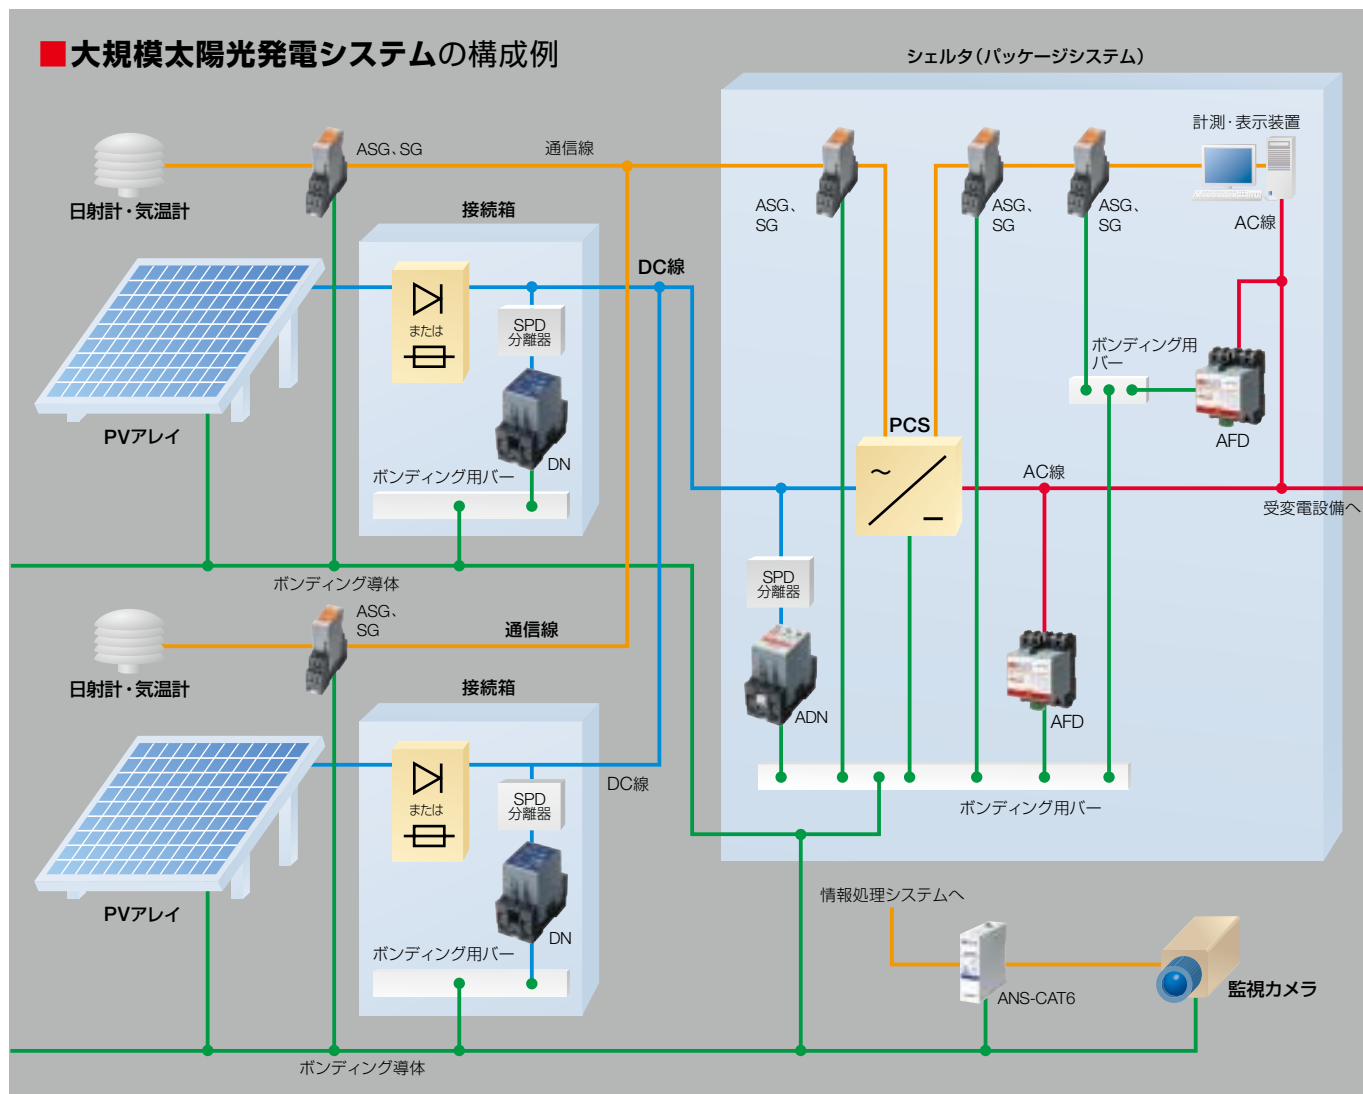 ■大規模太陽光発電システムの構成例
シェルタ（パッケージシステム）
計測・表示装置
ASG、SG
通信線
日射計・気温計
接続箱
ASG、
SG
ASG、
SG
ASG、
SG
AC線
DC線
または
SPD
分離器
ボンディング用
バー
PVアレイ
PCS
AFD
DN
ボンディング用バー
AC線
受変電設備へ
ボンディング導体
SPD
分離器
ASG、
SG
通信線
日射計・気温計
接続箱
ADN
AFD
DC線
または
SPD
分離器
ボンディング用バー
PVアレイ
DN
ボンディング用バー
情報処理システムへ
ANS-CAT6
監視カメラ
ボンディング導体